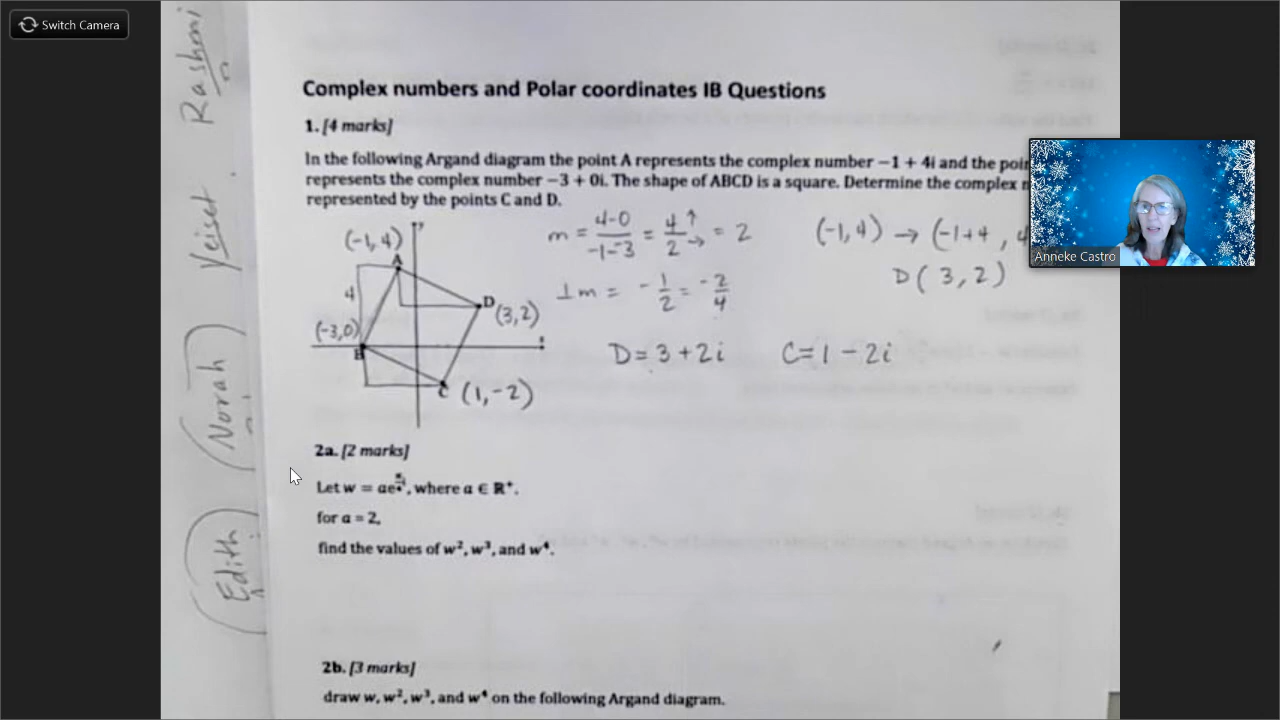 Switch Camera
Rashmi
Yeiset
Norah
Edith
Complex numbers and Polar coordinates IB Questions
1. [4 marks]
In the following Argand diagram the point A represents the complex number −1 + 4i and the
represents the complex number −3 + 0i. The shape of ABCD is a square. Determine the complex
represented by the points C and D.
m = 4-0 / -1--3 = 4↑ / 2→ = 2
(-1,4) → (-1+4 , 4
D(3,2)
⊥m = -1/2 = -2/4
D = 3 + 2i
C = 1 - 2i
(-1,4)
A
4
D (3,2)
(-3,0)
B
C (1,-2)
Anneke Castro
2a. [2 marks]
Let w = ae, where a ∈ R⁺.
for a = 2,
find the values of w², w³, and w⁴.
2b. [3 marks]
draw w, w², w³, and w⁴ on the following Argand diagram.